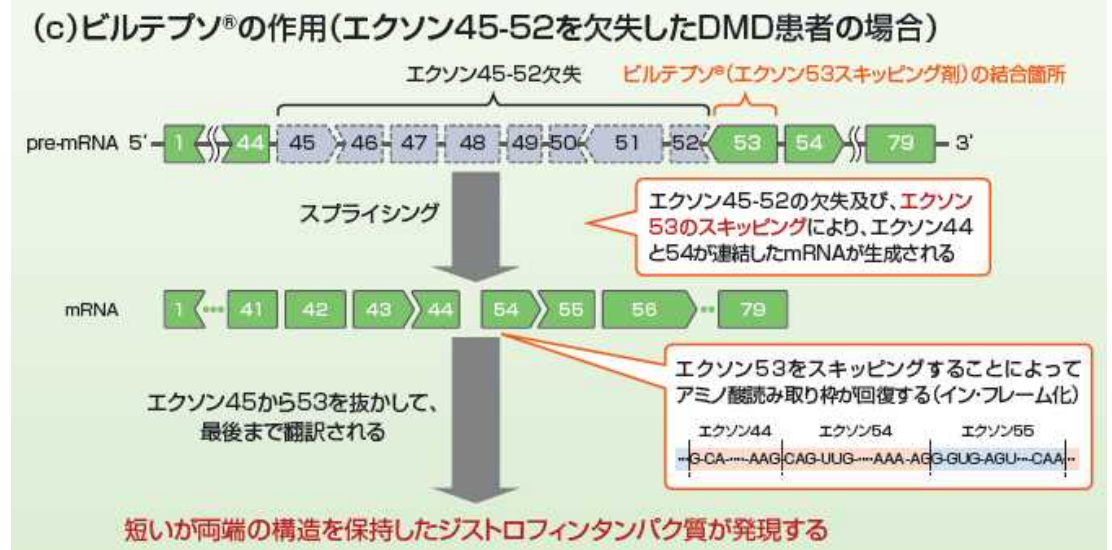 (c)ビルテプソ®の作用(エクソン45-52を欠失したDMD患者の場合)
エクソン45-52欠失
ビルテプソ®(エクソン53スキッピング剤)の結合箇所
pre-mRNA 5’ 1 44 45 46 47 48 49 50 51 52 53 54 79 3’
スプライシング
エクソン45-52の欠失及び、エクソン
53のスキッピングにより、エクソン44
と54が連結したmRNAが生成される
mRNA 1 … 41 42 43 44 54 55 56 … 79
エクソン45から53を抜かして、
最後まで翻訳される
エクソン53をスキッピングすることによって
アミノ酸読み取り枠が回復する(イン・フレーム化)
エクソン44 エクソン54 エクソン55
…G-CA-…-AAG-CAG-UUG-…AAA-AGG-GUG-AGU…-CAA…
短いが両端の構造を保持したジストロフィンタンパク質が発現する